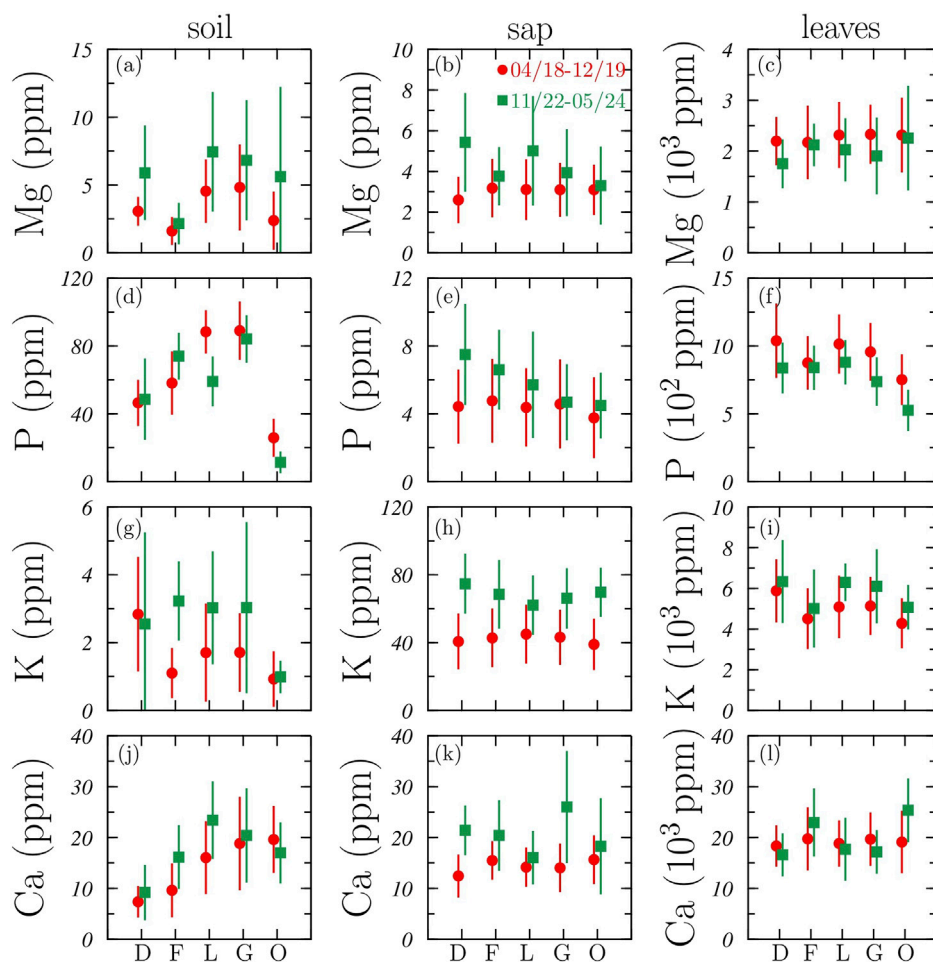 soil
sap
leaves
Mg (ppm)
15
10
5
0
(a)
Mg (ppm)
10
8
6
4
2
0
(b)
04/18-12/19
11/22-05/24
Mg (10³ ppm)
4
3
2
1
0
(c)
P (ppm)
120
80
40
0
(d)
P (ppm)
12
8
4
0
(e)
P (10² ppm)
15
10
5
0
(f)
K (ppm)
6
4
2
0
(g)
K (ppm)
120
80
40
0
(h)
K (10³ ppm)
10
8
6
4
2
0
(i)
Ca (ppm)
40
30
20
10
0
(j)
D F L G O
Ca (ppm)
40
30
20
10
0
(k)
D F L G O
Ca (10³ ppm)
40
30
20
10
0
(l)
D F L G O